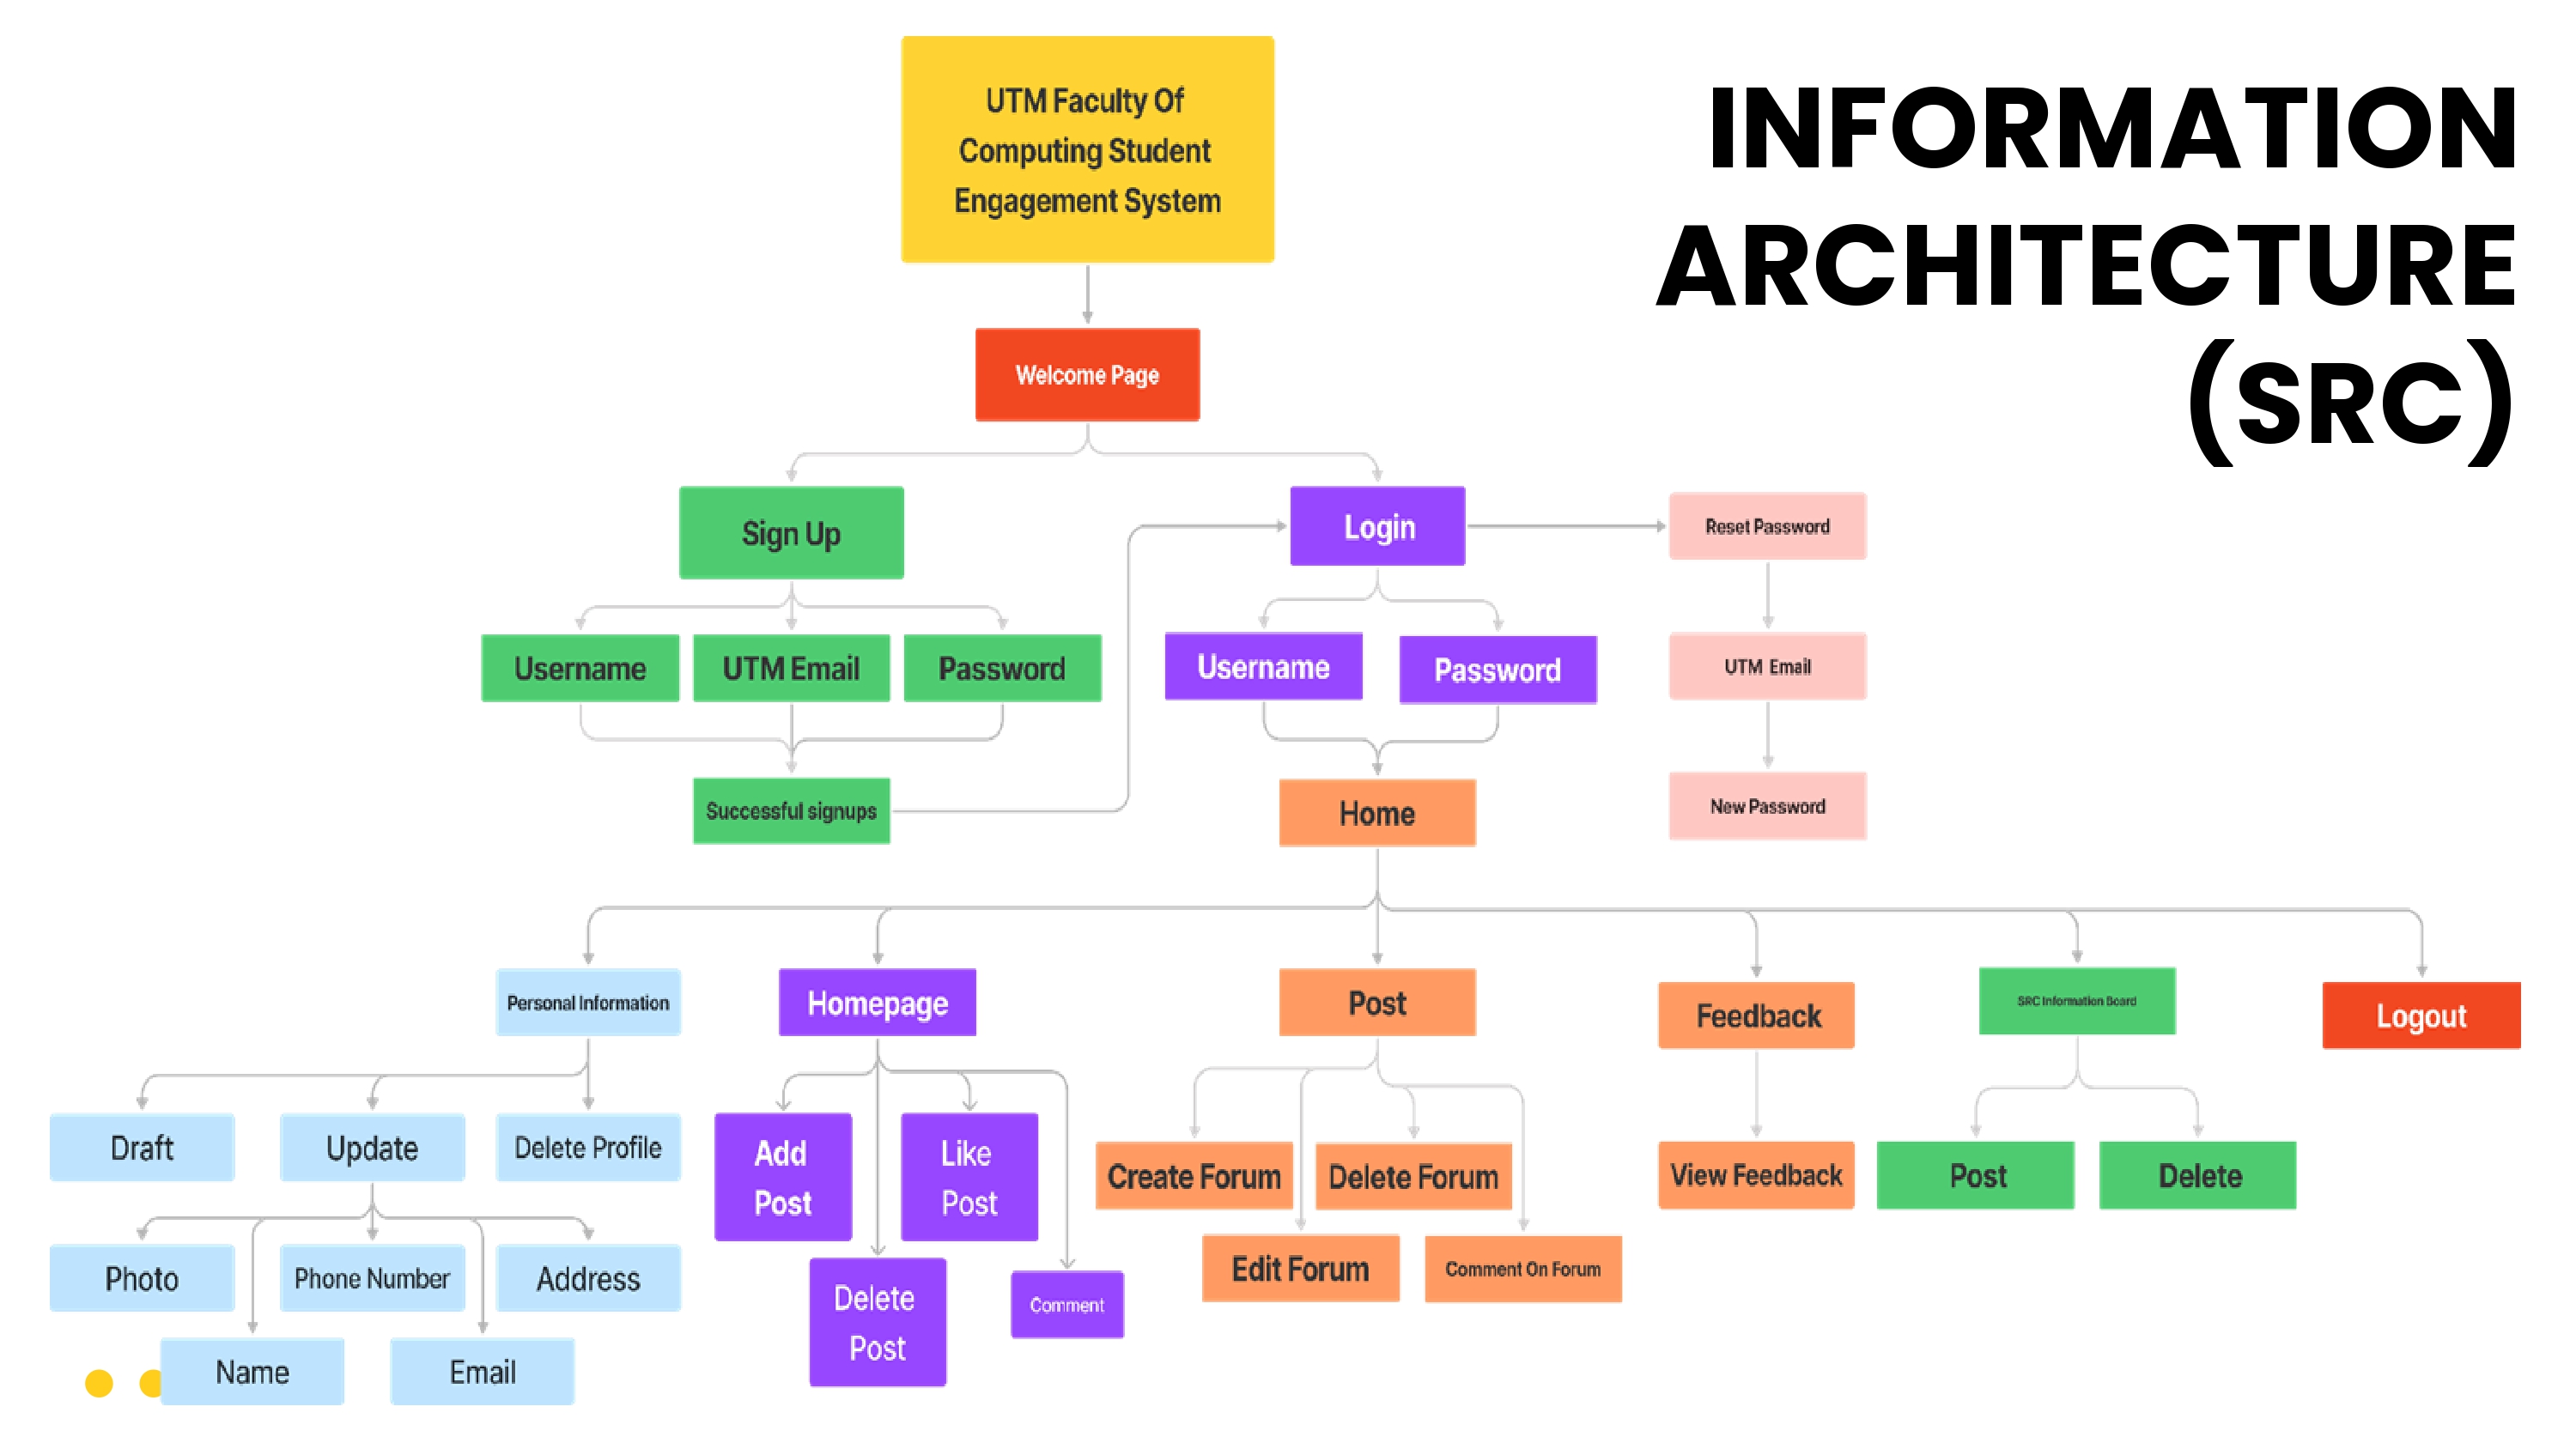 INFORMATION
ARCHITECTURE
(SRC)
UTM Faculty Of
Computing Student
Engagement System
Welcome Page
Sign Up
Login
Reset Password
Username
UTM Email
Password
Username
Password
UTM Email
Successful signups
Home
New Password
Personal Information
Homepage
Post
Feedback
SRC Information Board
Logout
Draft
Update
Delete Profile
Add
Post
Like
Post
Create Forum
Delete Forum
View Feedback
Post
Delete
Photo
Phone Number
Address
Delete
Post
Comment
Edit Forum
Comment On Forum
Name
Email